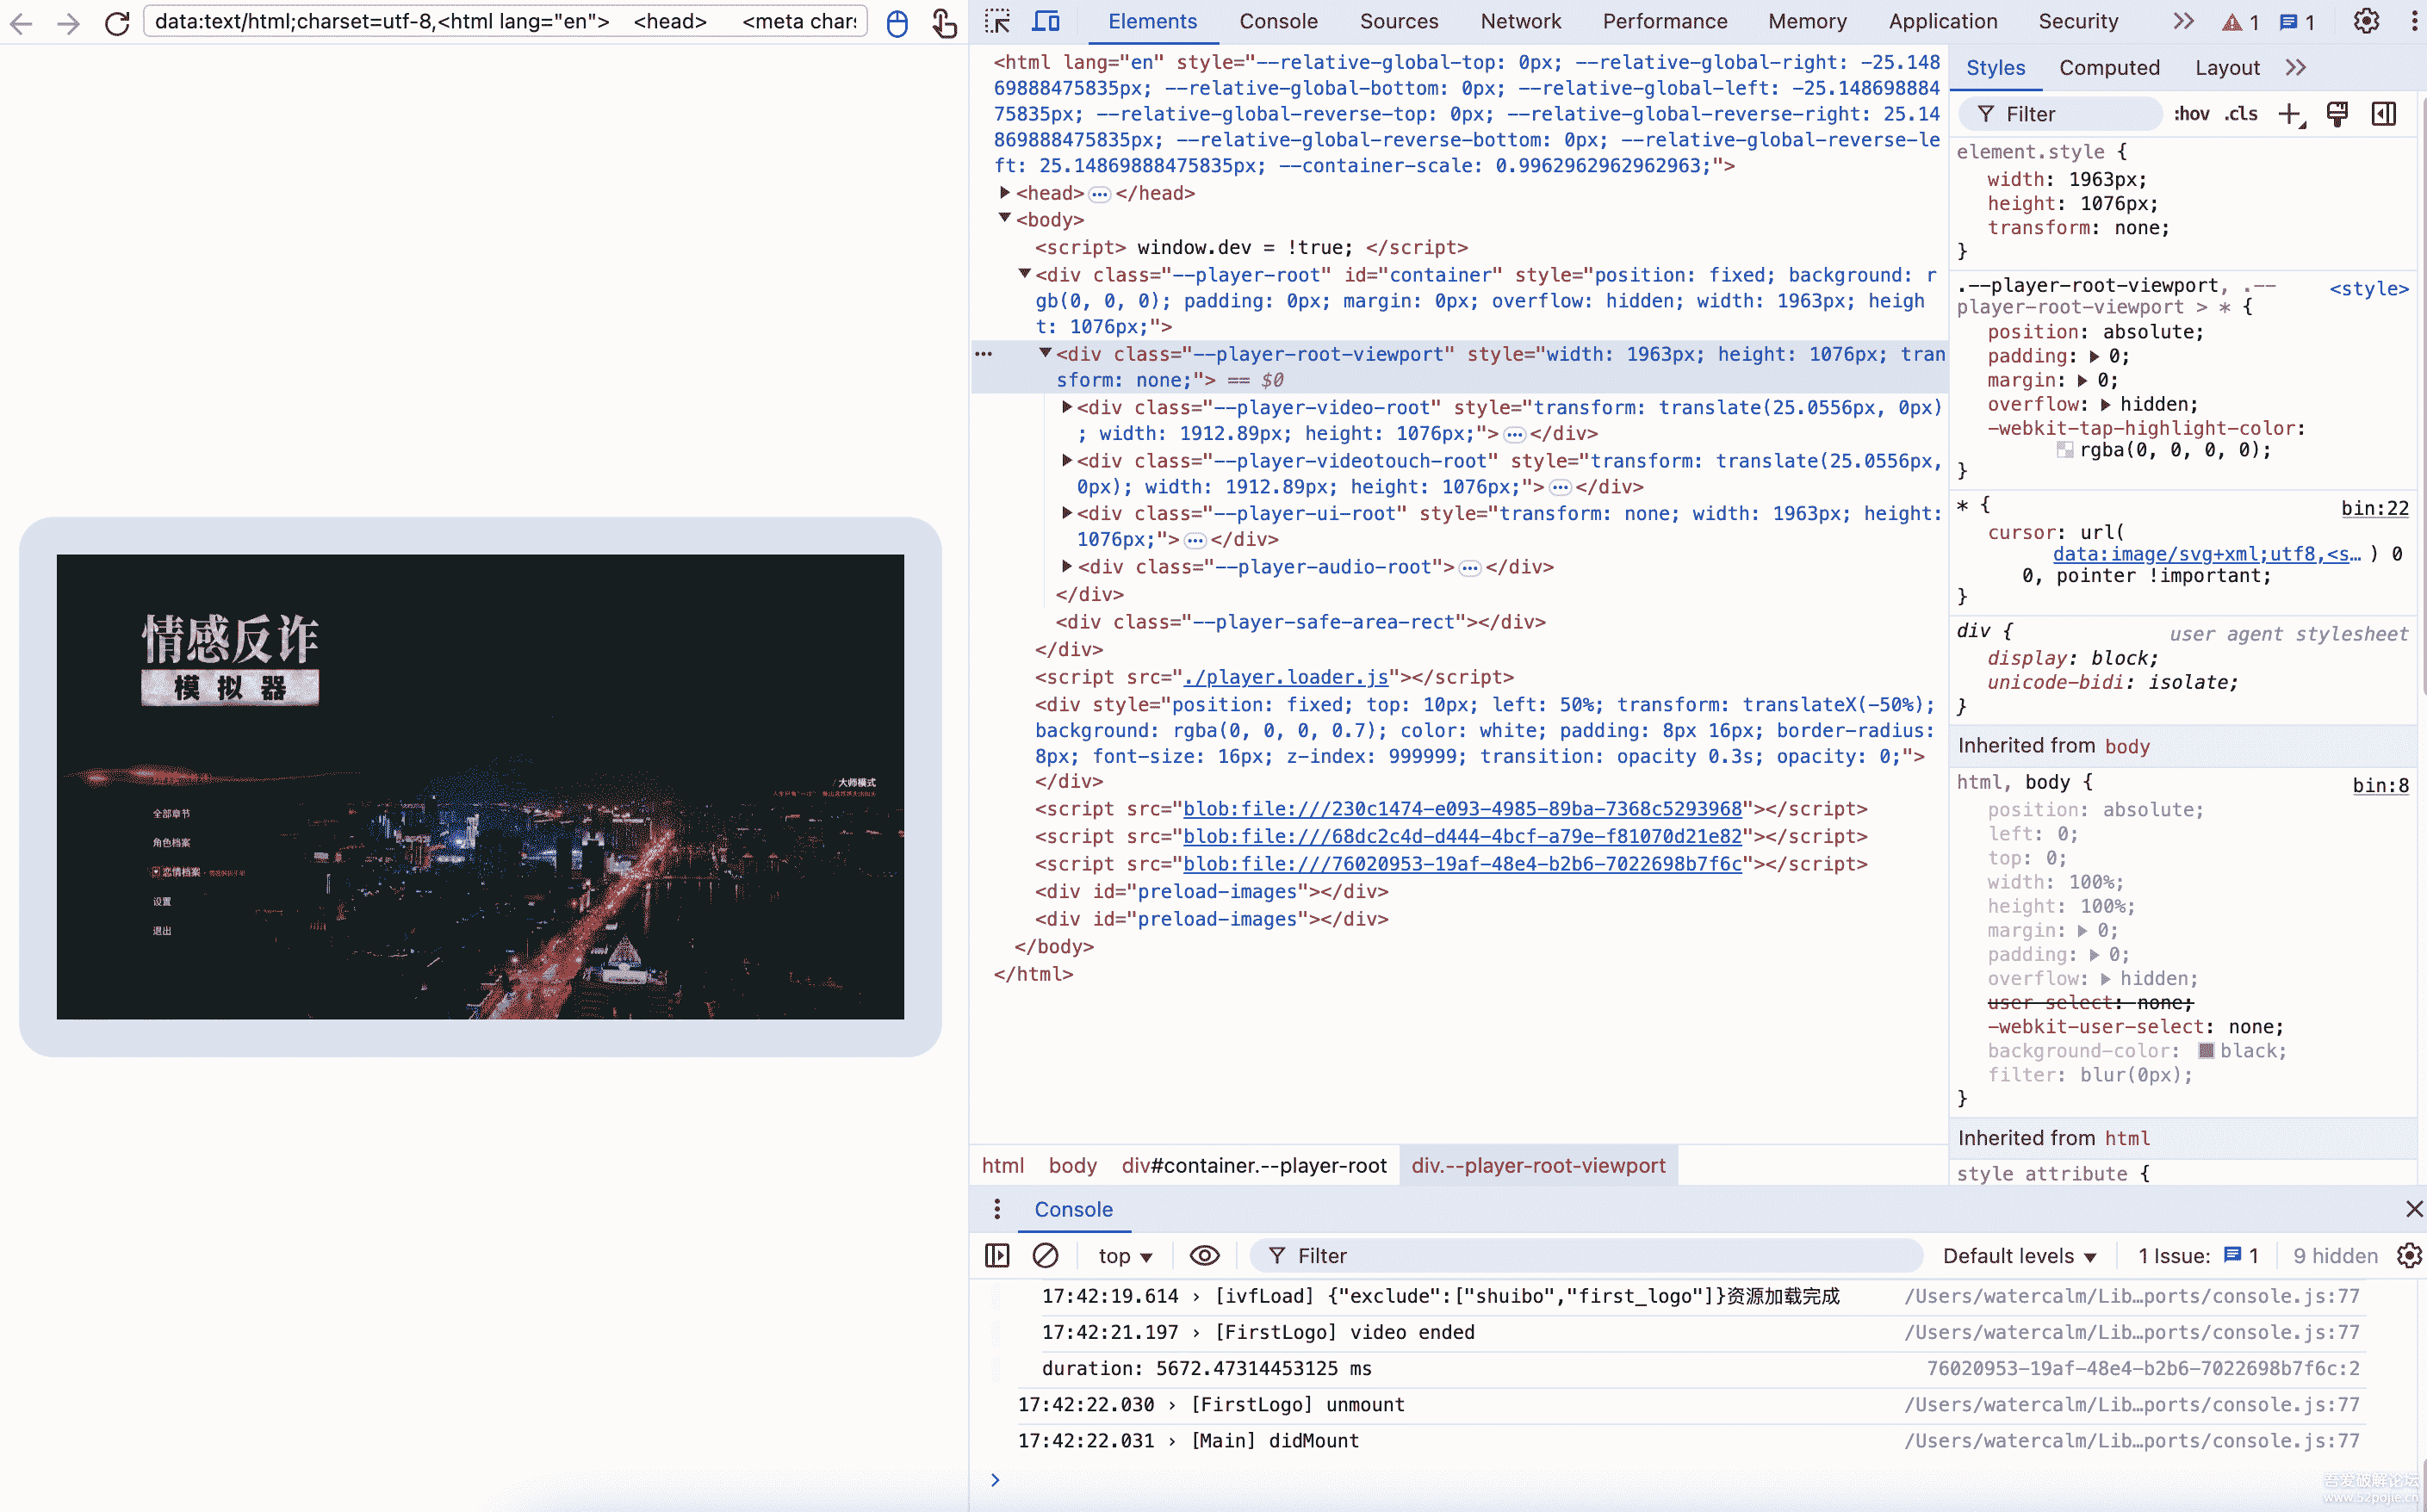 data:text/html;charset=utf-8,<html lang="en"> <head> <meta chars
Elements Console Sources Network Performance Memory Application Security 1 1
<html lang="en" style="--relative-global-top: 0px; --relative-global-right: -25.148
69888475835px; --relative-global-bottom: 0px; --relative-global-left: -25.148698884
75835px; --relative-global-reverse-top: 0px; --relative-global-reverse-right: 25.14
869888475835px; --relative-global-reverse-bottom: 0px; --relative-global-reverse-le
ft: 25.14869888475835px; --container-scale: 0.9962962962962963;">
<head>…</head>
<body>
<script> window.dev = !true; </script>
<div class="--player-root" id="container" style="position: fixed; background: r
gb(0, 0, 0); padding: 0px; margin: 0px; overflow: hidden; width: 1963px; heigh
t: 1076px;">
<div class="--player-root-viewport" style="width: 1963px; height: 1076px; tran
sform: none;"> == $0
<div class="--player-video-root" style="transform: translate(25.0556px, 0px)
; width: 1912.89px; height: 1076px;">…</div>
<div class="--player-videotouch-root" style="transform: translate(25.0556px,
0px); width: 1912.89px; height: 1076px;">…</div>
<div class="--player-ui-root" style="transform: none; width: 1963px; height:
1076px;">…</div>
<div class="--player-audio-root">…</div>
</div>
<div class="--player-safe-area-rect"></div>
</div>
<script src="./player.loader.js"></script>
<div style="position: fixed; top: 10px; left: 50%; transform: translateX(-50%);
background: rgba(0, 0, 0, 0.7); color: white; padding: 8px 16px; border-radius:
8px; font-size: 16px; z-index: 999999; transition: opacity 0.3s; opacity: 0;">
</div>
<script src="blob:file:///230c1474-e093-4985-89ba-7368c5293968"></script>
<script src="blob:file:///68dc2c4d-d444-4bcf-a79e-f81070d21e82"></script>
<script src="blob:file:///76020953-19af-48e4-b2b6-7022698b7f6c"></script>
<div id="preload-images"></div>
<div id="preload-images"></div>
</body>
</html>
情感反诈
模拟器
大师模式
全部章节
角色档案
恋情档案
设置
退出
Styles Computed Layout
Filter :hov .cls
element.style {
width: 1963px;
height: 1076px;
transform: none;
}
.--player-root-viewport, .-- <style>
player-root-viewport > * {
position: absolute;
padding: 0;
margin: 0;
overflow: hidden;
-webkit-tap-highlight-color:
rgba(0, 0, 0, 0);
}
* { bin:22
cursor: url(
data:image/svg+xml;utf8,<s… ) 0
0, pointer !important;
}
div { user agent stylesheet
display: block;
unicode-bidi: isolate;
}
Inherited from body
html, body { bin:8
position: absolute;
left: 0;
top: 0;
width: 100%;
height: 100%;
margin: 0;
padding: 0;
overflow: hidden;
user-select: none;
-webkit-user-select: none;
background-color: black;
filter: blur(0px);
}
Inherited from html
style attribute {
html body div#container.--player-root div.--player-root-viewport
Console
top Filter Default levels 1 Issue: 1 9 hidden
17:42:19.614 › [ivfLoad] {"exclude":["shuibo","first_logo"]}资源加载完成 /Users/watercalm/Lib…ports/console.js:77
17:42:21.197 › [FirstLogo] video ended /Users/watercalm/Lib…ports/console.js:77
duration: 5672.47314453125 ms 76020953-19af-48e4-b2b6-7022698b7f6c:2
17:42:22.030 › [FirstLogo] unmount /Users/watercalm/Lib…ports/console.js:77
17:42:22.031 › [Main] didMount /Users/watercalm/Lib…ports/console.js:77
吾爱破解论坛
www.52pojie.cn